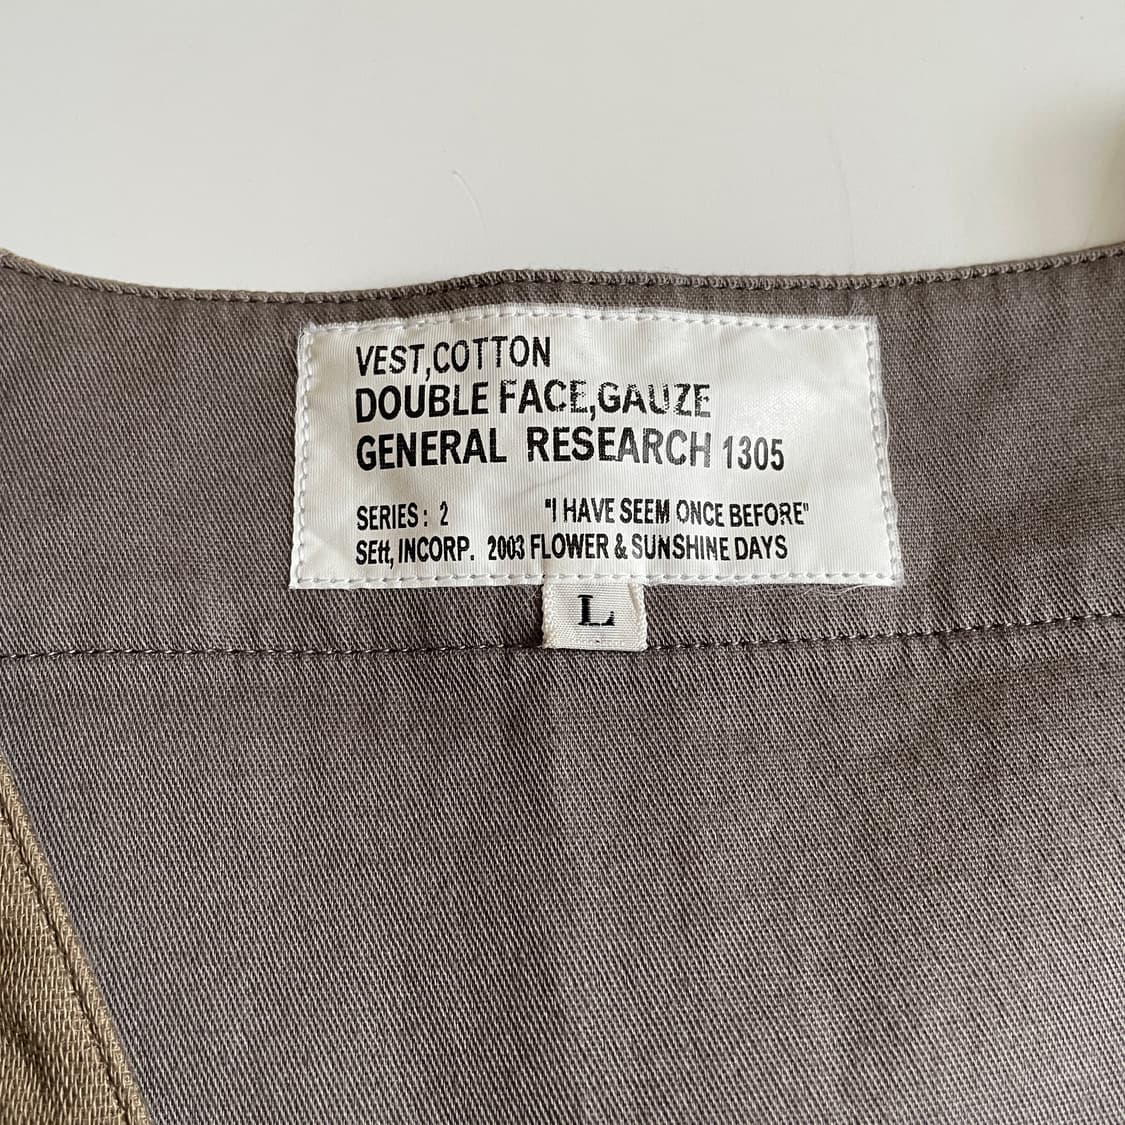 VEST,COTTON
DOUBLE FACE,GAUZE
GENERAL RESEARCH 1305
SERIES: 2 "I HAVE SEEM ONCE BEFORE"
SEtt, INCORP. 2003 FLOWER & SUNSHINE DAYS
L